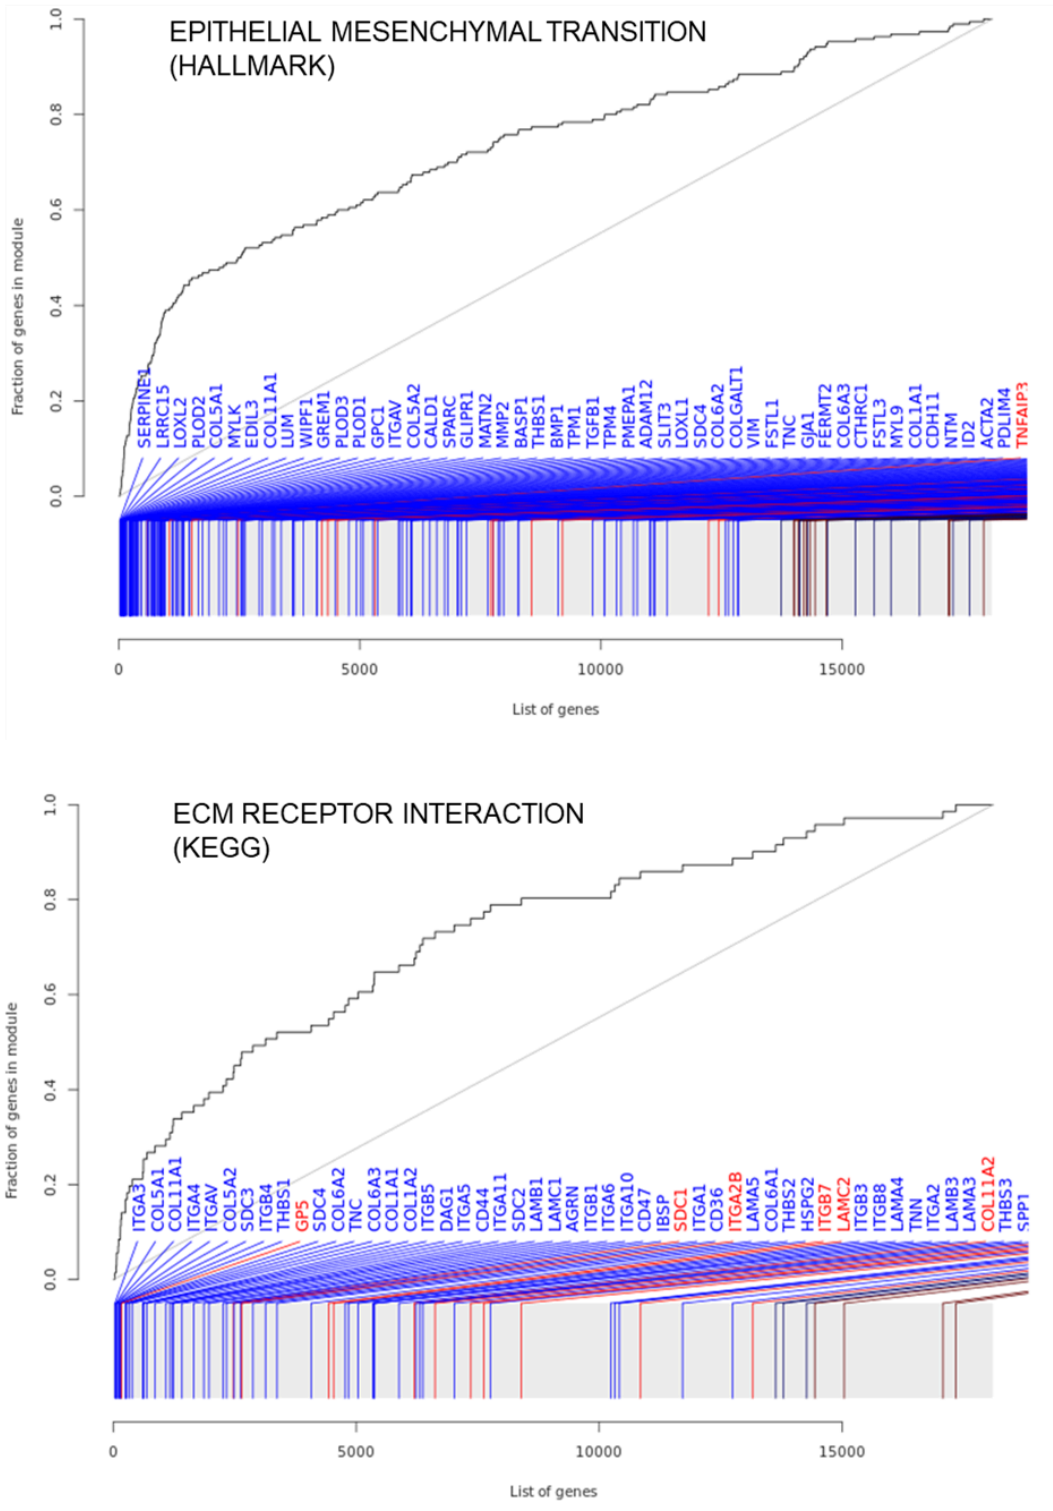 EPITHELIAL MESENCHYMAL TRANSITION
(HALLMARK)
Fraction of genes in module
1.0
0.8
0.6
0.4
0.2
0.0
SERPINE1
LRRC15
LOXL2
PLOD2
COL5A1
MYLK
EDIL3
COL11A1
LUM
WIPF1
GREM1
PLOD3
PLOD1
GPC1
ITGAV
COL5A2
CALD1
SPARC
GLIPR1
MATN2
MMP2
BASP1
THBS1
BMP1
TPM1
TGFB1
TPM4
PMEPA1
ADAM12
SLIT3
LOXL1
SDC4
COL6A2
COLGALT1
VIM
FSTL1
TNC
GJA1
FERMT2
COL6A3
CTHRC1
FSTL3
MYL9
COL1A1
CDH11
NTM
ID2
ACTA2
PDLIM4
TNFAIP3
0 5000 10000 15000
List of genes
ECM RECEPTOR INTERACTION
(KEGG)
Fraction of genes in module
1.0
0.8
0.6
0.4
0.2
0.0
ITGA3
COL5A1
COL11A1
ITGA4
ITGAV
COL5A2
SDC3
ITGB4
THBS1
GP5
SDC4
COL6A2
TNC
COL6A3
COL1A1
COL1A2
ITGB5
DAG1
ITGA5
CD44
ITGA11
SDC2
LAMB1
LAMC1
AGRN
ITGB1
ITGA6
ITGA10
CD47
IBSP
SDC1
ITGA1
CD36
ITGA2B
LAMA5
COL6A1
THBS2
HSPG2
ITGB7
LAMC2
ITGB3
ITGB8
LAMA4
TNN
ITGA2
LAMB3
LAMA3
COL11A2
THBS3
SPP1
0 5000 10000 15000
List of genes